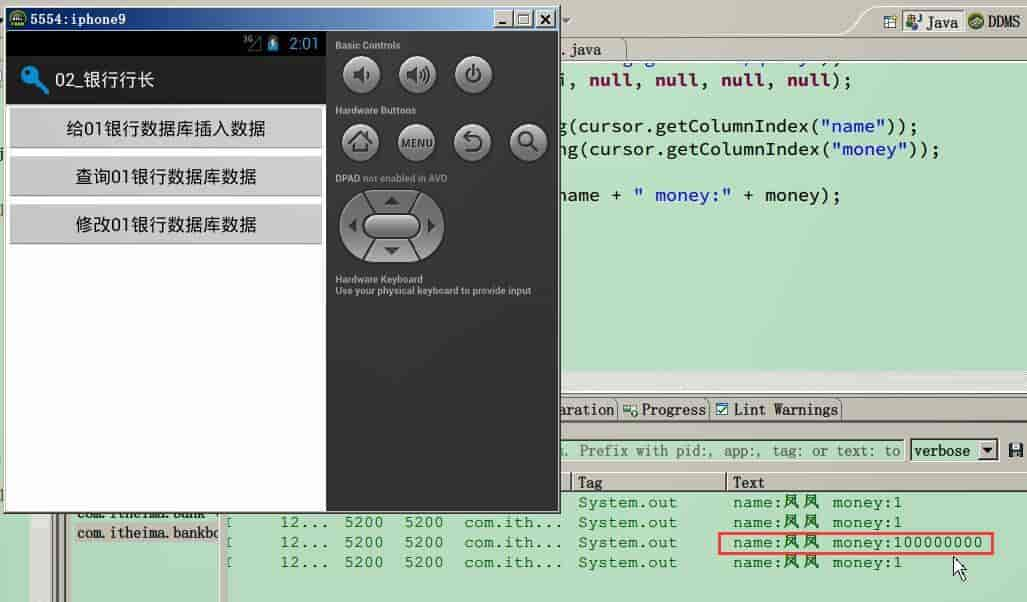 5554:iphone9
3G 2:01
02_银行行长
给01银行数据库插入数据
查询01银行数据库数据
修改01银行数据库数据
Basic Controls
Hardware Buttons
MENU
DPAD not enabled in AVD
Hardware Keyboard
Use your physical keyboard to provide input
Java DDMS
.java
, null, null, null, null);
g(cursor.getColumnIndex("name"));
ng(cursor.getColumnIndex("money"));
name + " money:" + money);
aration Progress Lint Warnings
. Prefix with pid:, app:, tag: or text: to verbose
Tag Text
System.out name:凤凤 money:1
com.itheima.bank
12... 5200 5200 com.ith... System.out name:凤凤 money:1
com.itheima.bankbo
12... 5200 5200 com.ith... System.out name:凤凤 money:100000000
12... 5200 5200 com.ith... System.out name:凤凤 money:1